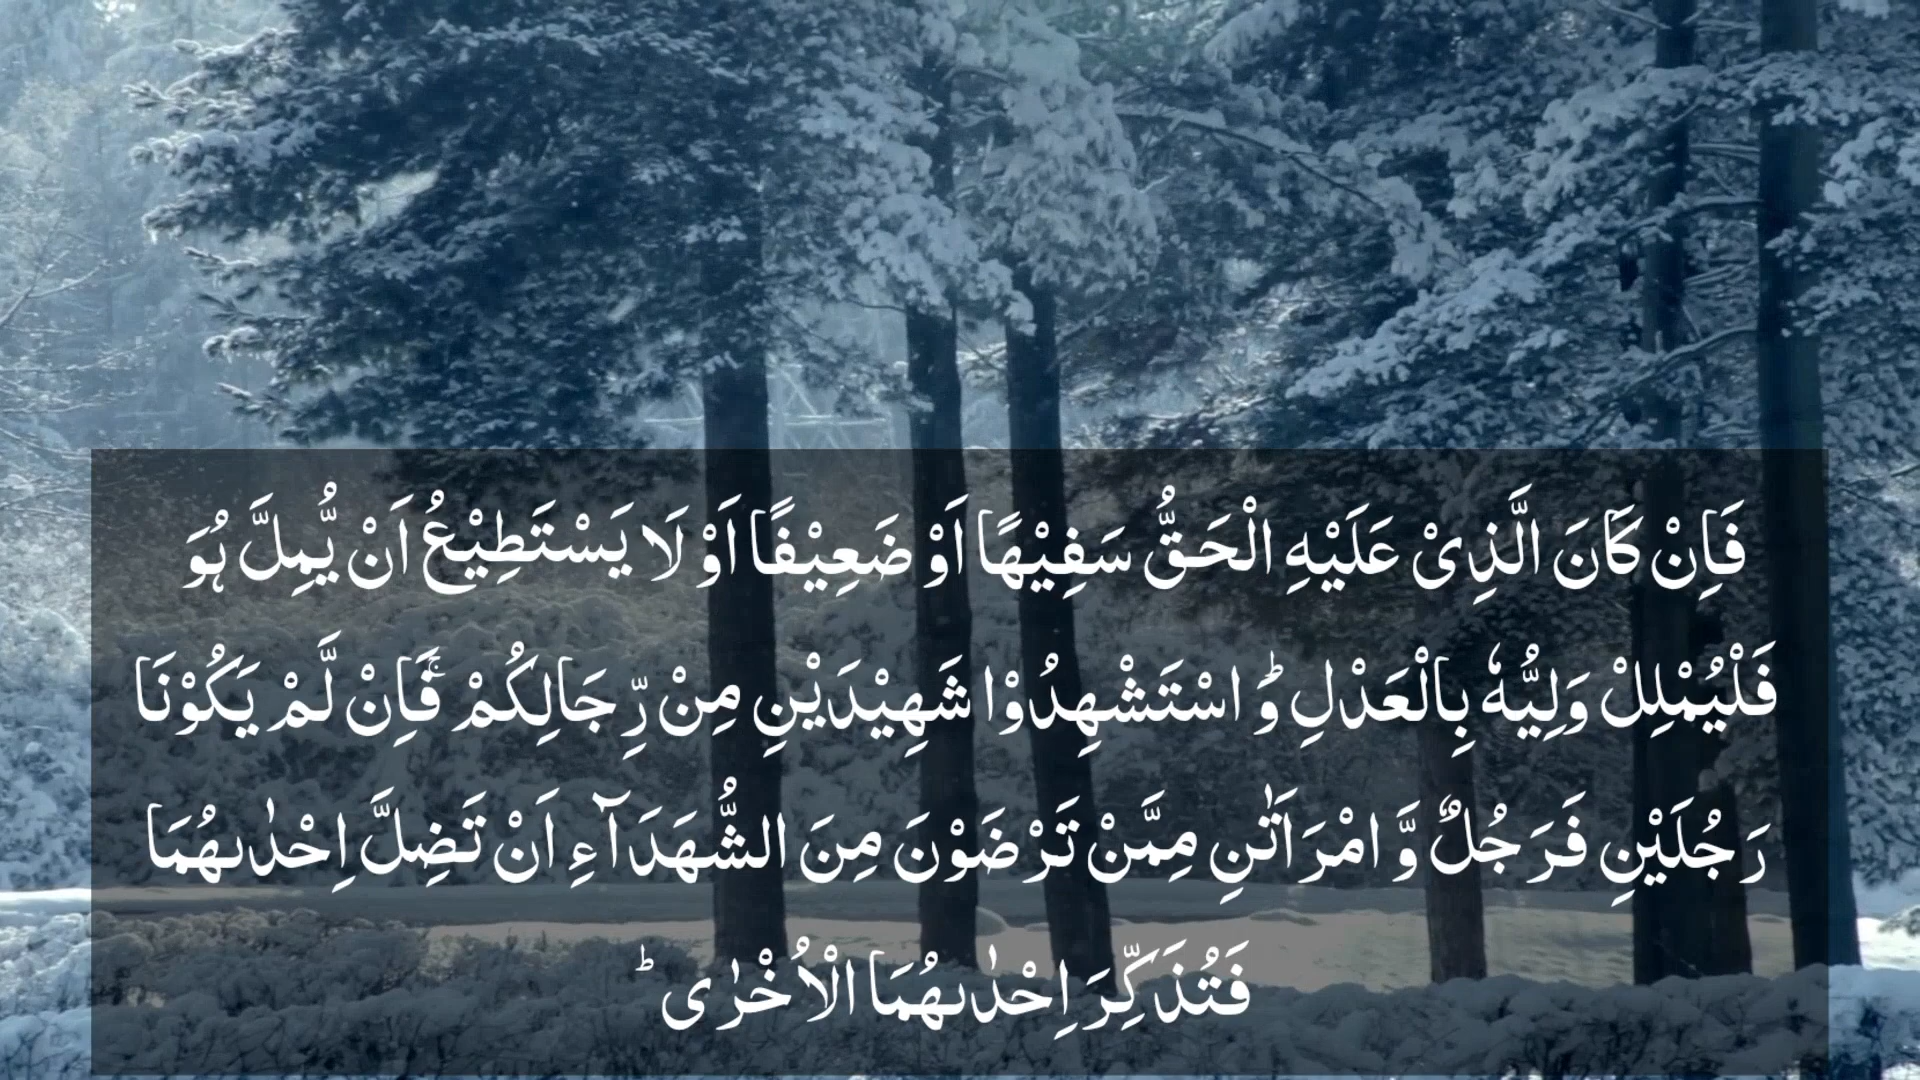 فَاِنْ كَانَ الَّذِیْ عَلَیْهِ الْحَقُّ سَفِیْهًا اَوْ ضَعِیْفًا اَوْ لَا یَسْتَطِیْعُ اَنْ یُّمِلَّ هُوَ
فَلْیُمْلِلْ وَلِیُّهٗ بِالْعَدْلِ ؕ وَ اسْتَشْهِدُوْا شَهِیْدَیْنِ مِنْ رِّجَالِكُمْ ۚ فَاِنْ لَّمْ یَكُوْنَا
رَجُلَیْنِ فَرَجُلٌ وَّ امْرَاَتٰنِ مِمَّنْ تَرْضَوْنَ مِنَ الشُّهَدَآءِ اَنْ تَضِلَّ اِحْدٰىهُمَا
فَتُذَكِّرَ اِحْدٰىهُمَا الْاُخْرٰى ؕ